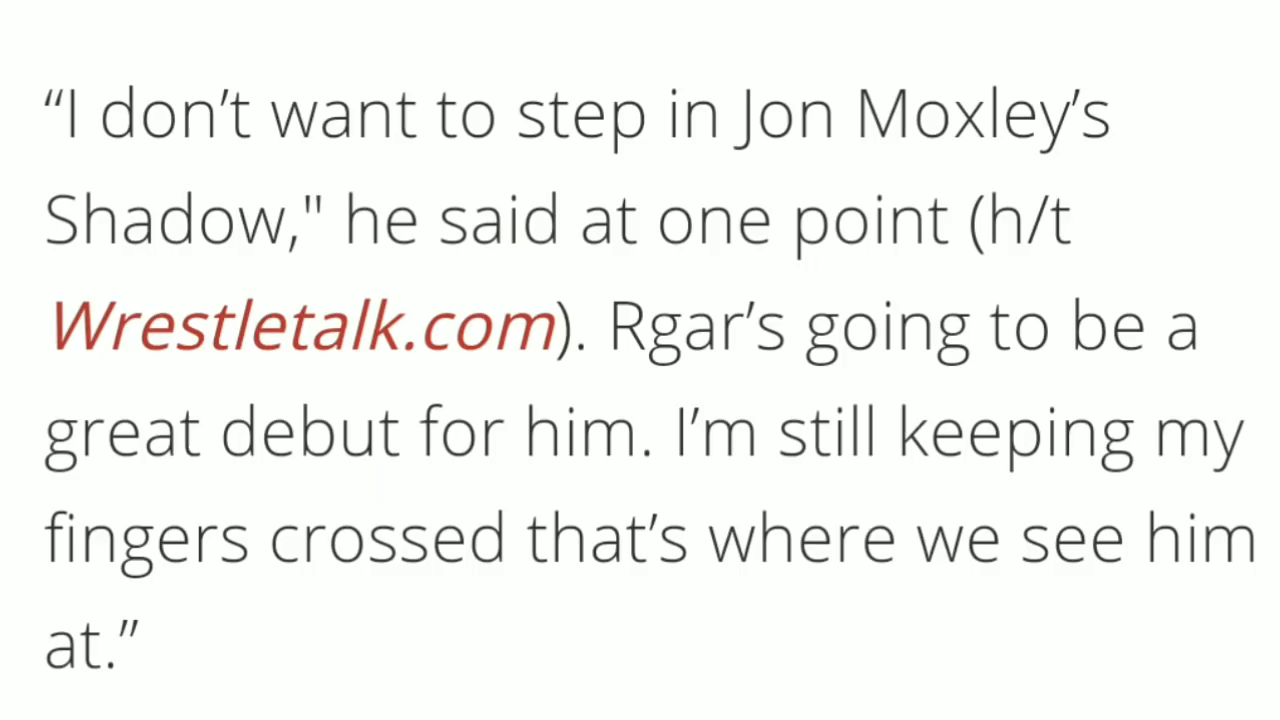 “I don’t want to step in Jon Moxley’s
Shadow," he said at one point (h/t
Wrestletalk.com). Rgar’s going to be a
great debut for him. I’m still keeping my
fingers crossed that’s where we see him
at.”